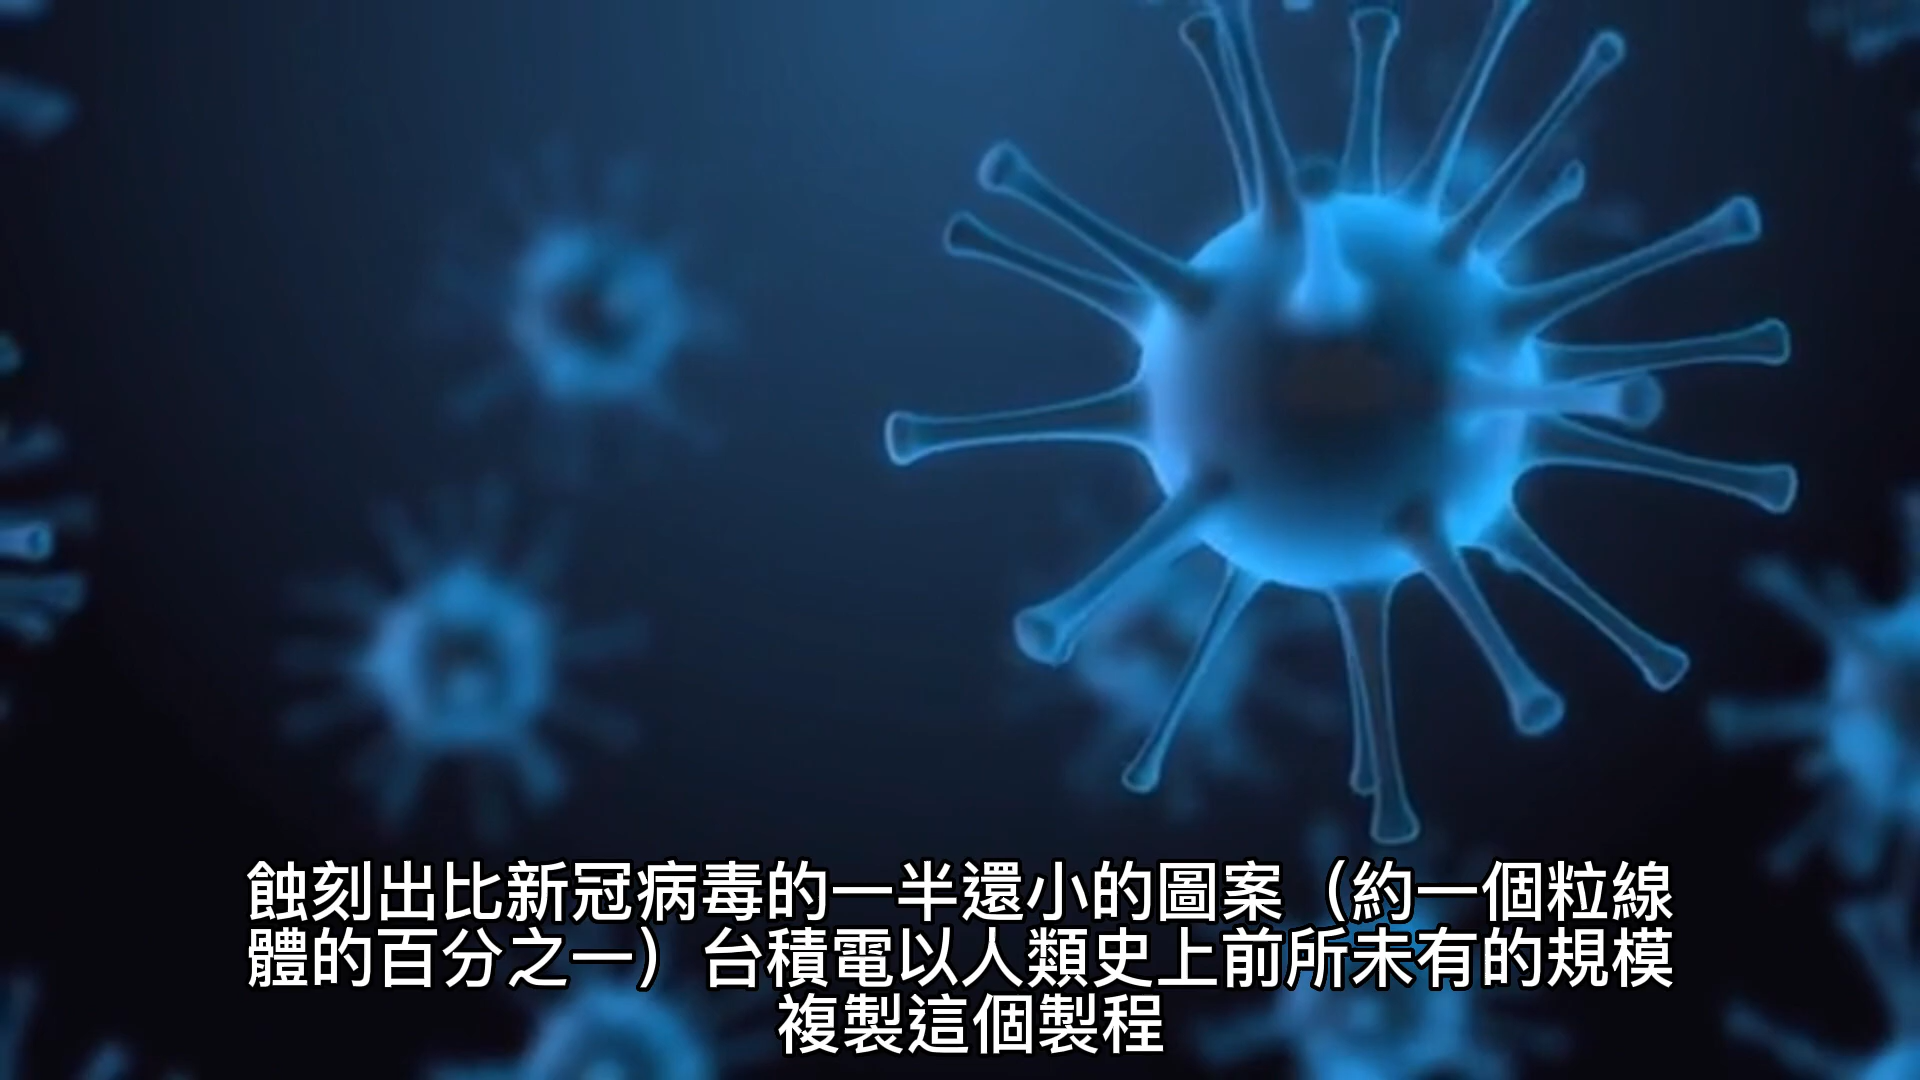 蝕刻出比新冠病毒的一半還小的圖案（約一個粒線
體的百分之一）台積電以人類史上前所未有的規模
複製這個製程